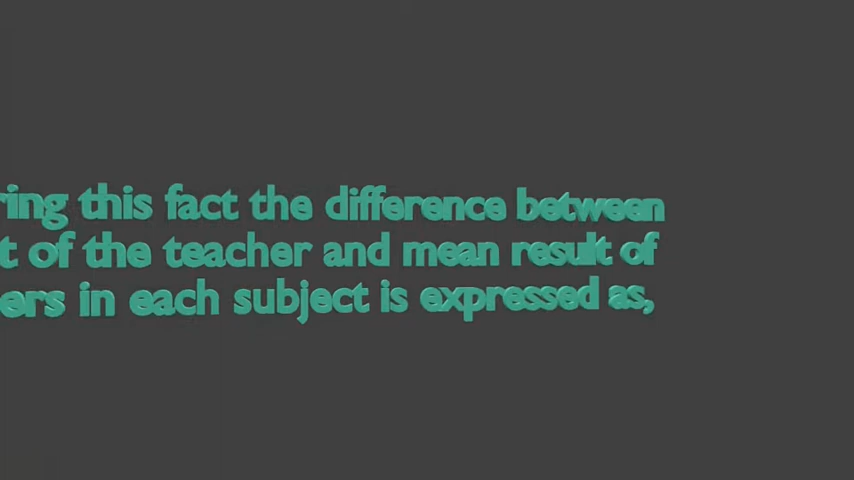 ring this fact the difference between
t of the teacher and mean result of
ers in each subject is expressed as,